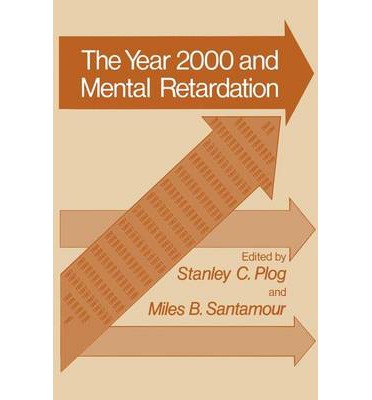 The Year 2000 and
Mental Retardation
Edited by
Stanley C. Plog
and
Miles B. Santamour